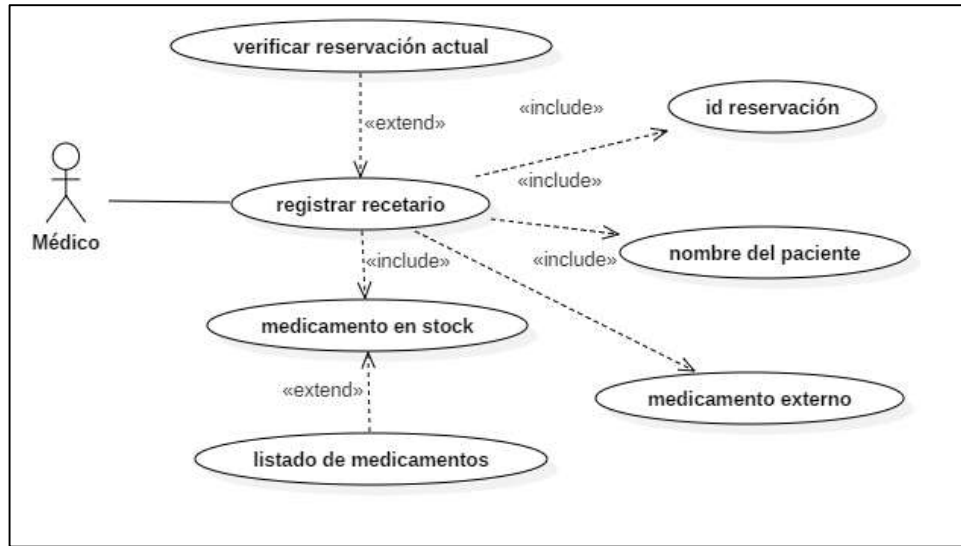 verificar reservación actual
«include»
id reservación
«extend»
«include»
registrar recetario
Médico
nombre del paciente
«include»
«include»
medicamento en stock
«extend»
medicamento externo
listado de medicamentos